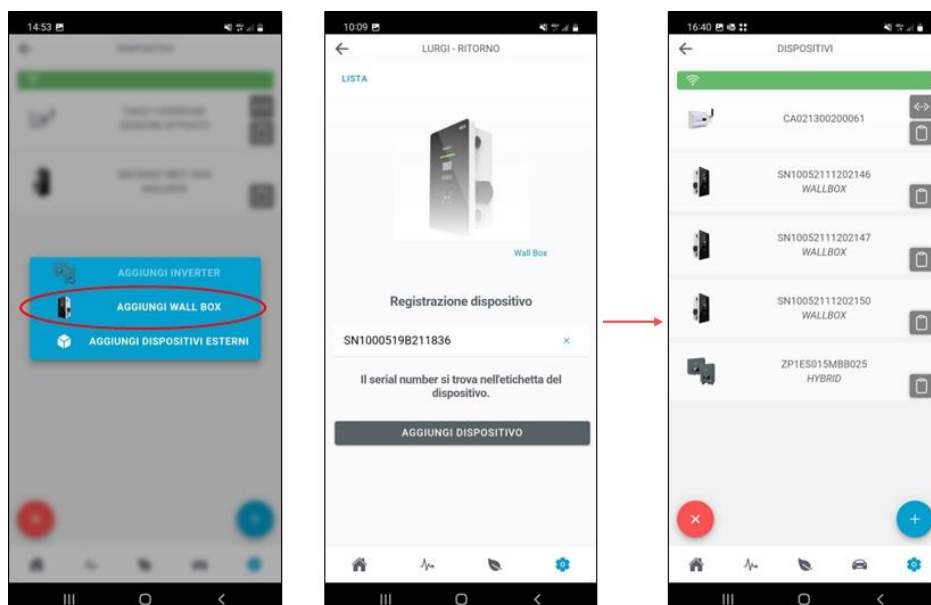 14:53
AGGIUNGI INVERTER
AGGIUNGI WALL BOX
AGGIUNGI DISPOSITIVI ESTERNI
10:09
LURGI - RITORNO
LISTA
Wall Box
Registrazione dispositivo
SN1000519B211836 ×
Il serial number si trova nell'etichetta del
dispositivo.
AGGIUNGI DISPOSITIVO
16:40
DISPOSITIVI
CA021300200061
SN10052111202146
WALLBOX
SN10052111202147
WALLBOX
SN10052111202150
WALLBOX
ZP1ES015MBB025
HYBRID